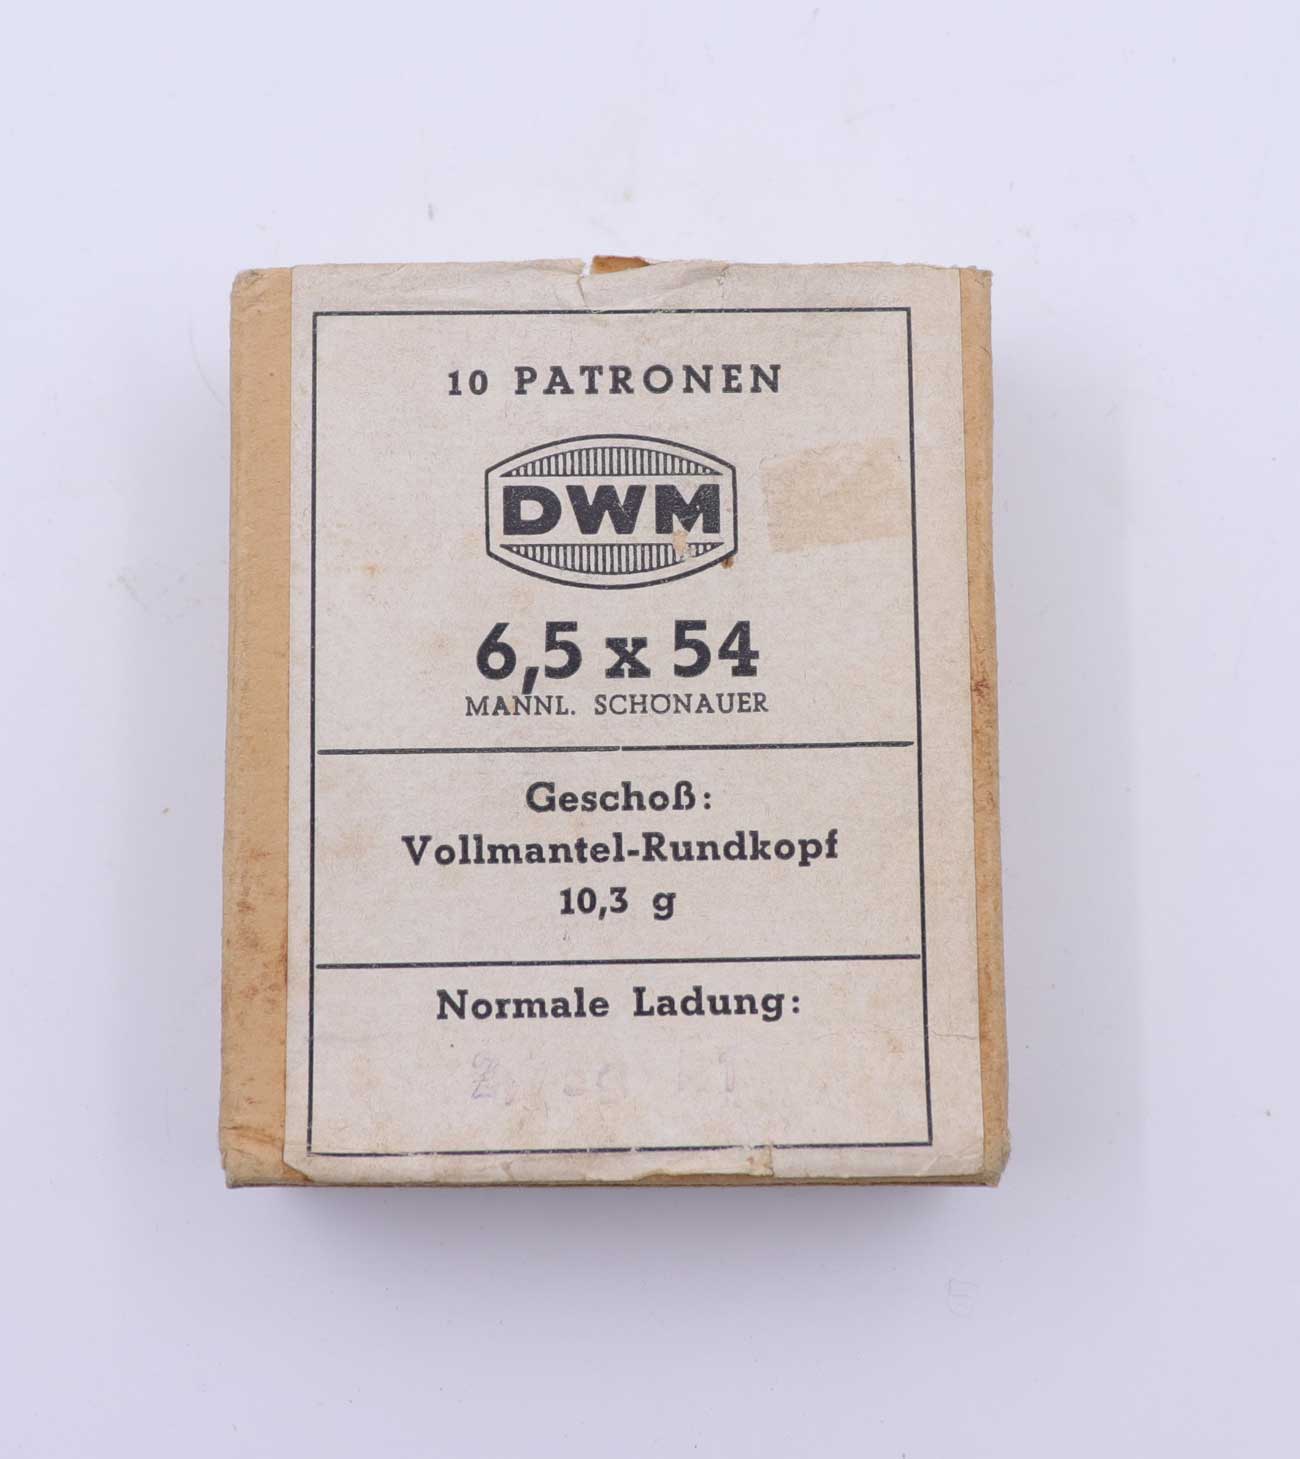 10 PATRONEN
DWM
6,5 x 54
MANNL. SCHÖNAUER
Geschoß:
Vollmantel-Rundkopf
10,3 g
Normale Ladung: